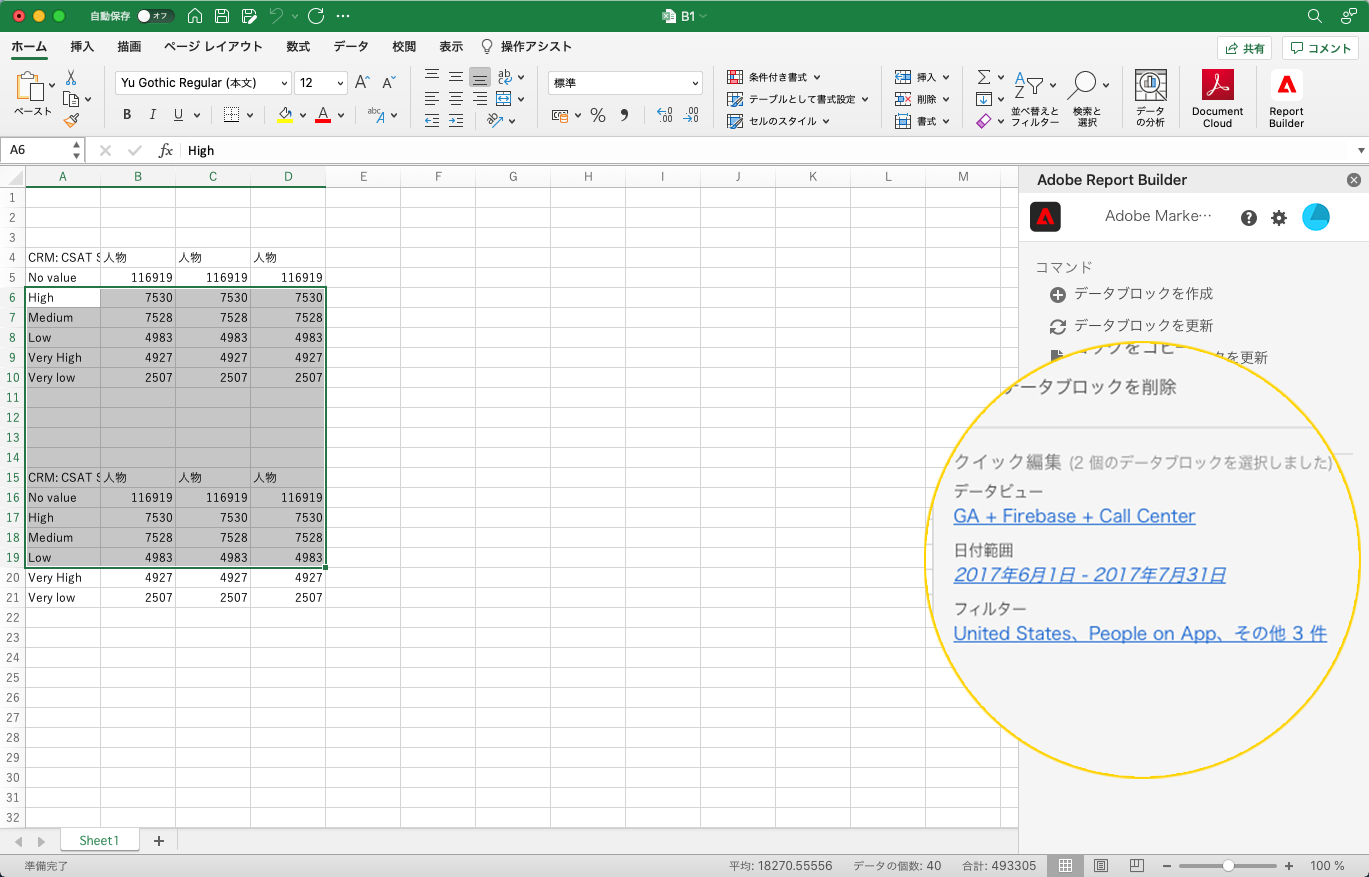 自動保存 オフ B1
ホーム 挿入 描画 ページ レイアウト 数式 データ 校閲 表示 操作アシスト 共有 コメント
ペースト
Yu Gothic Regular (本文) 12 A A
B I U A abc A
ab
標準
% .00 .0 .00
条件付き書式
テーブルとして書式設定
セルのスタイル
挿入
削除
書式
並べ替えと
フィルター
検索と
選択
データ
の分析
Document
Cloud
Report
Builder
A6 fx High
A B C D E F G H I J K L M
1
2
3
4 CRM: CSAT S 人物 人物 人物
5 No value 116919 116919 116919
6 High 7530 7530 7530
7 Medium 7528 7528 7528
8 Low 4983 4983 4983
9 Very High 4927 4927 4927
10 Very low 2507 2507 2507
11
12
13
14
15 CRM: CSAT S 人物 人物 人物
16 No value 116919 116919 116919
17 High 7530 7530 7530
18 Medium 7528 7528 7528
19 Low 4983 4983 4983
20 Very High 4927 4927 4927
21 Very low 2507 2507 2507
22
23
24
25
26
27
28
29
30
31
32
Adobe Report Builder
Adobe Marke…
コマンド
データブロックを作成
データブロックを更新
ロックをコピー
を更新
データブロックを削除
クイック編集 (2 個のデータブロックを選択しました)
データビュー
GA + Firebase + Call Center
日付範囲
2017年6月1日 - 2017年7月31日
フィルター
United States、People on App、その他 3 件
Sheet1
準備完了 平均: 18270.55556 データの個数: 40 合計: 493305 100 %